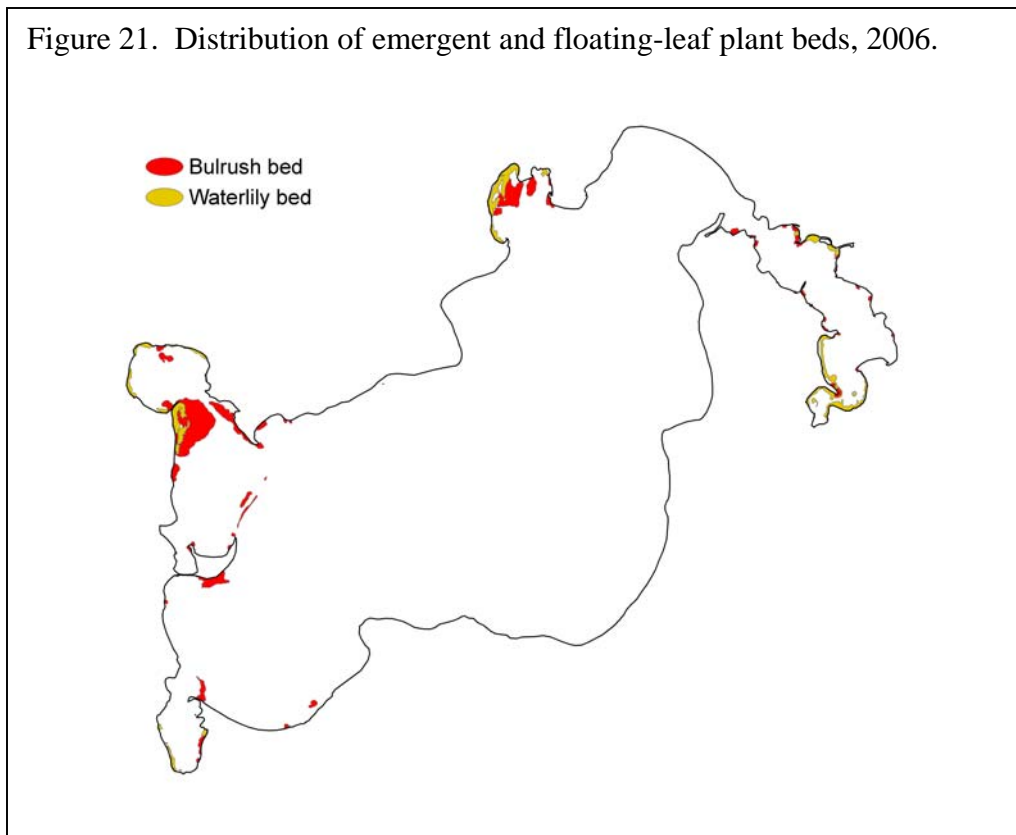 Figure 21.  Distribution of emergent and floating-leaf plant beds, 2006.
Bulrush bed
Waterlily bed